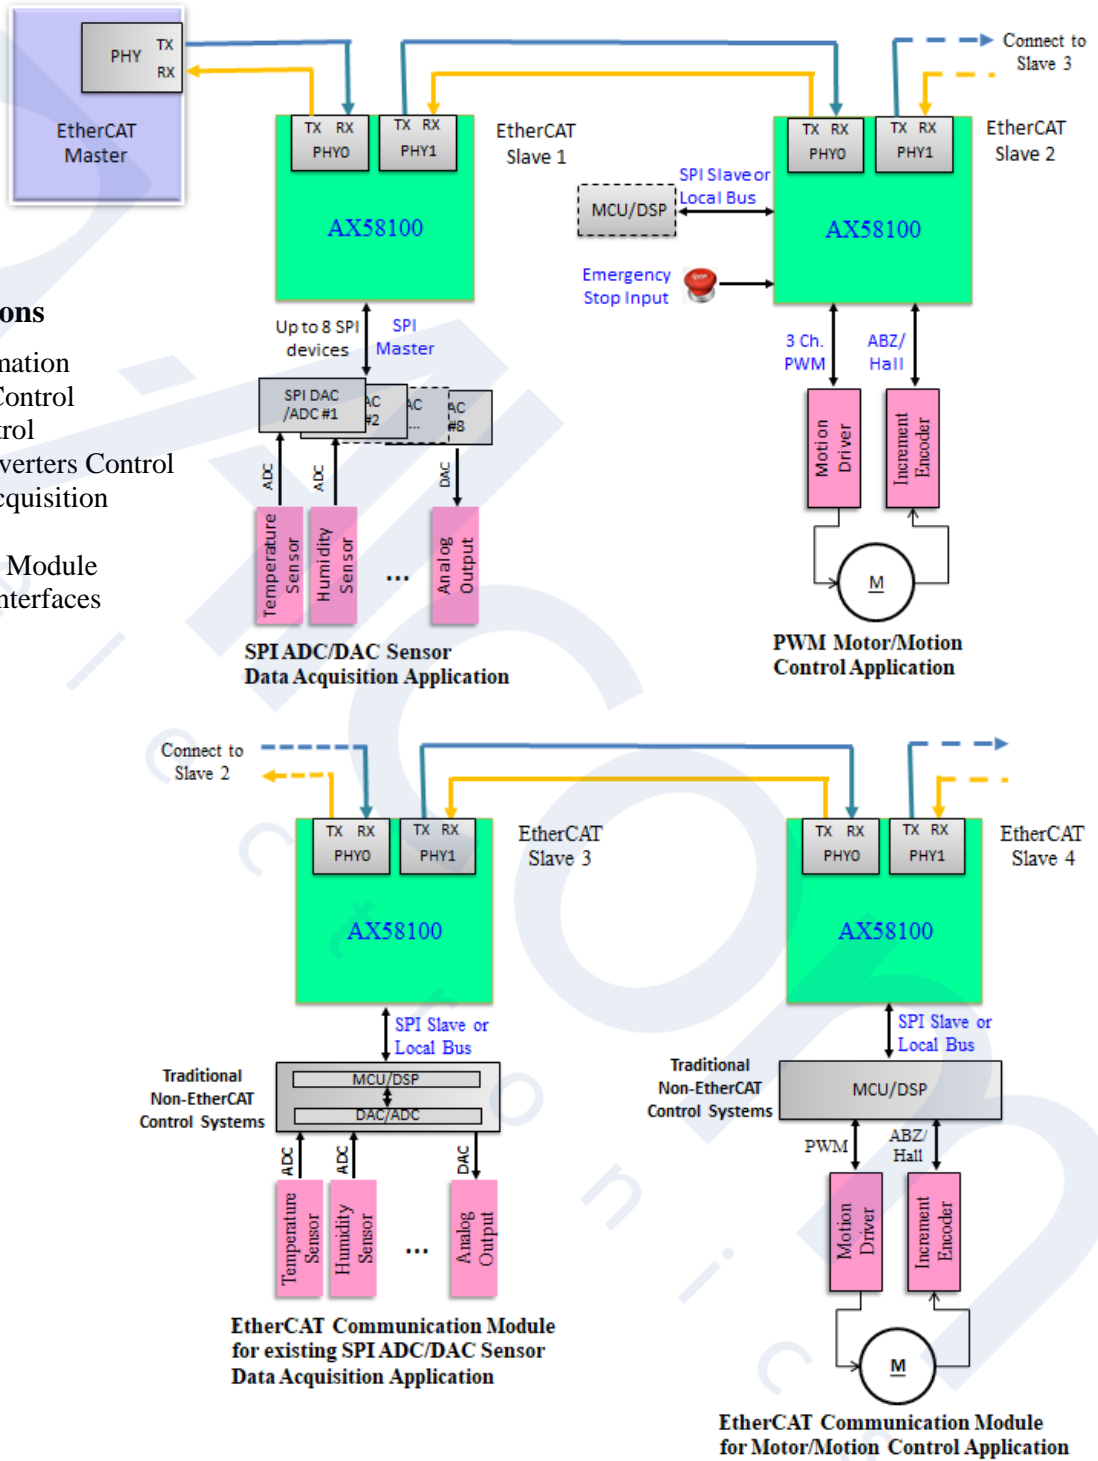 PHY TX
RX
EtherCAT
Master
TX RX
PHY0
TX RX
PHY1
EtherCAT
Slave 1
AX58100
TX RX
PHY0
TX RX
PHY1
EtherCAT
Slave 2
AX58100
Connect to
Slave 3
MCU/DSP
SPI Slave or
Local Bus
Emergency
Stop Input
Up to 8 SPI
devices
SPI
Master
SPI DAC
/ADC #1
AC
#2
AC
...
AC
#8
ADC
ADC
DAC
Temperature
Sensor
Humidity
Sensor
...
Analog
Output
SPI ADC/DAC Sensor
Data Acquisition Application
3 Ch.
PWM
ABZ/
Hall
Motion
Driver
Increment
Encoder
M
PWM Motor/Motion
Control Application
ons
mation
Control
trol
verters Control
cquisition
Module
nterfaces
Connect to
Slave 2
TX RX
PHY0
TX RX
PHY1
EtherCAT
Slave 3
AX58100
TX RX
PHY0
TX RX
PHY1
EtherCAT
Slave 4
AX58100
SPI Slave or
Local Bus
Traditional
Non-EtherCAT
Control Systems
MCU/DSP
DAC/ADC
ADC
ADC
DAC
Temperature
Sensor
Humidity
Sensor
...
Analog
Output
EtherCAT Communication Module
for existing SPI ADC/DAC Sensor
Data Acquisition Application
SPI Slave or
Local Bus
Traditional
Non-EtherCAT
Control Systems
MCU/DSP
PWM
ABZ/
Hall
Motion
Driver
Increment
Encoder
M
EtherCAT Communication Module
for Motor/Motion Control Application